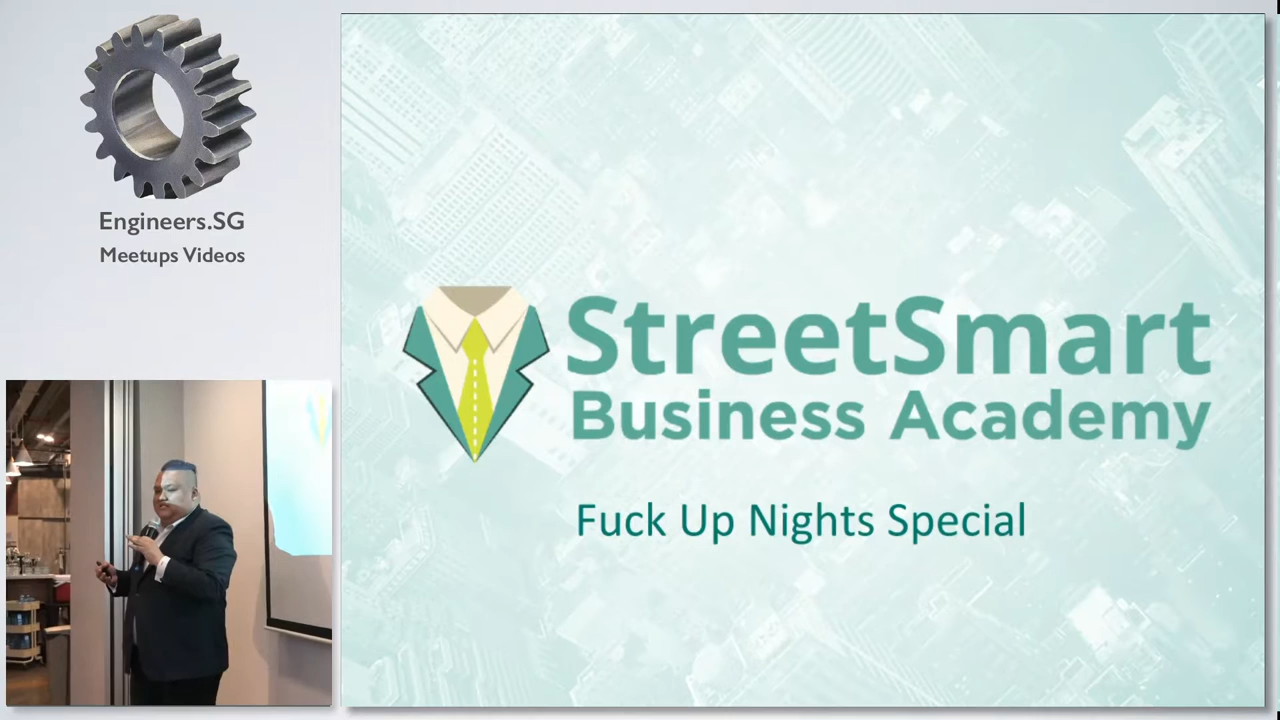 Engineers.SG
Meetups Videos
StreetSmart
Business Academy
Fuck Up Nights Special